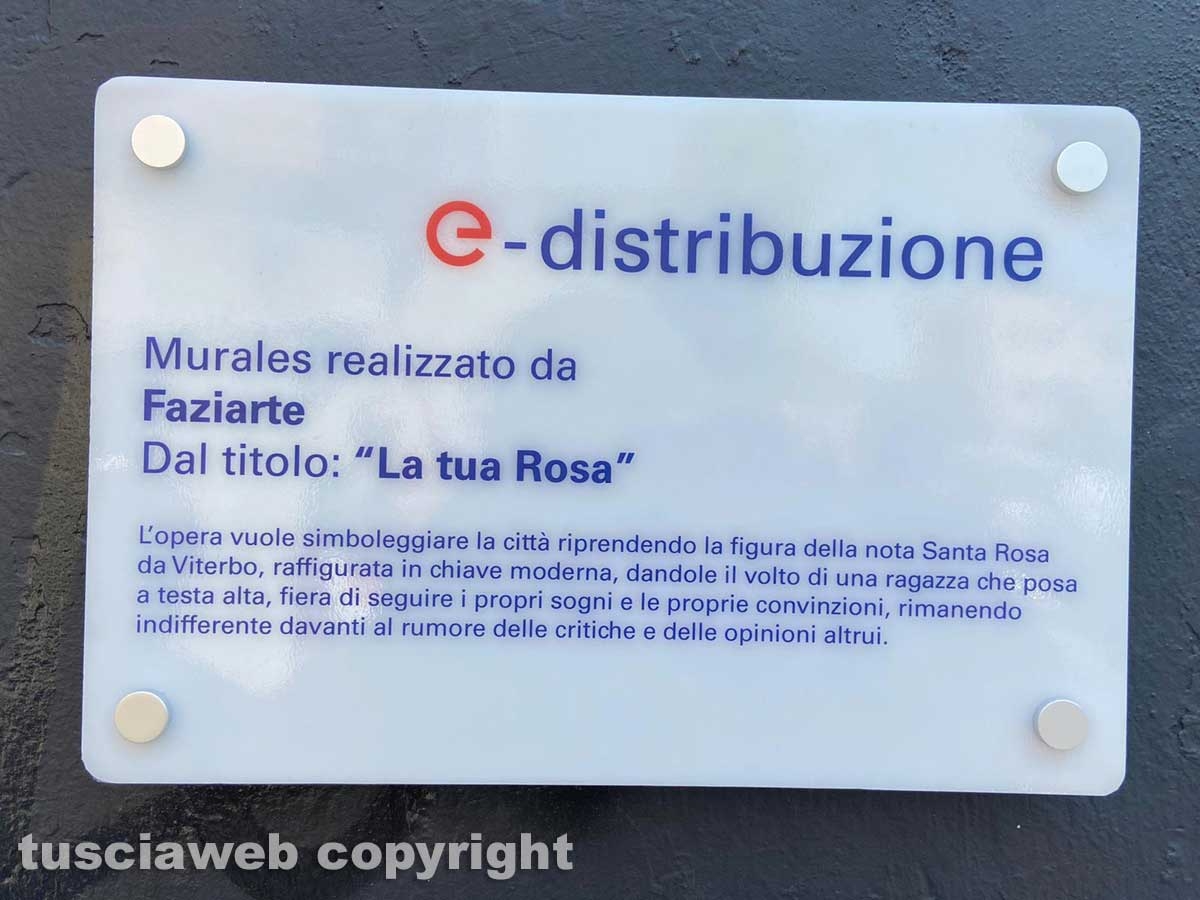 e-distribuzione
Murales realizzato da
Faziarte
Dal titolo: “La tua Rosa”
L’opera vuole simboleggiare la città riprendendo la figura della nota Santa Rosa
da Viterbo, raffigurata in chiave moderna, dandole il volto di una ragazza che posa
a testa alta, fiera di seguire i propri sogni e le proprie convinzioni, rimanendo
indifferente davanti al rumore delle critiche e delle opinioni altrui.
tusciaweb copyright